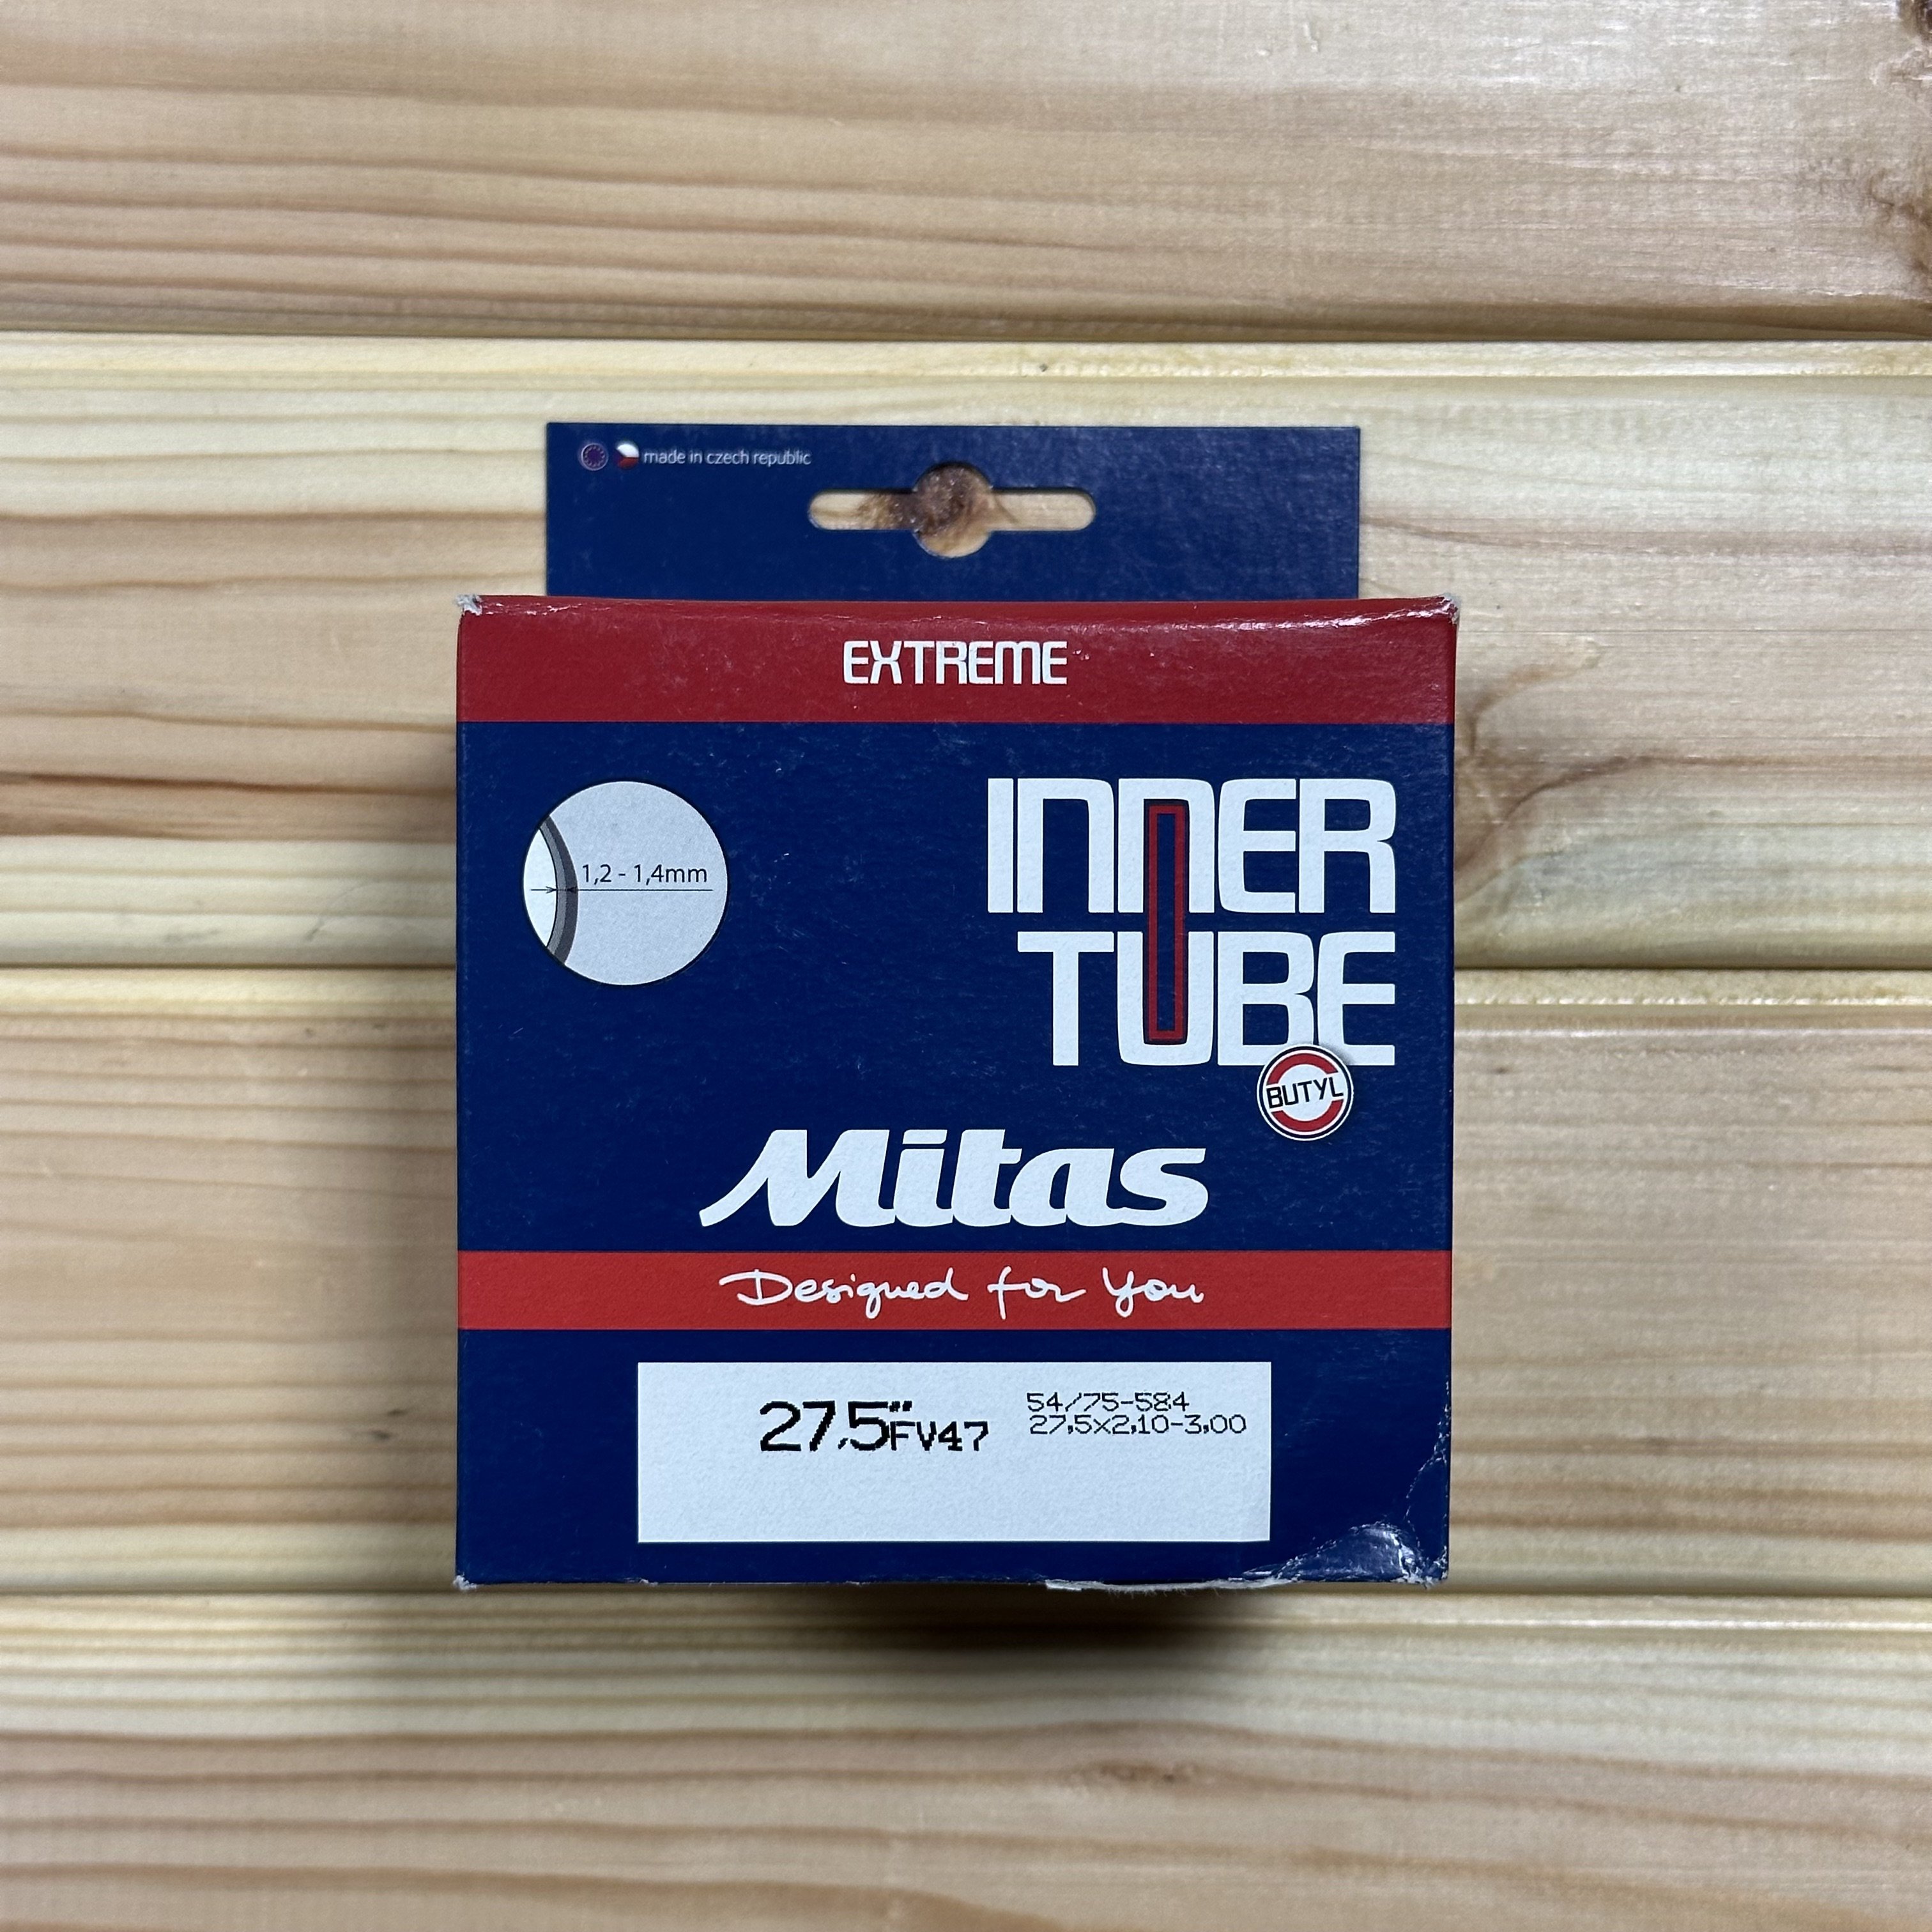 made in czech republic
EXTREME
1,2 - 1,4mm
INNER
TUBE
BUTYL
Mitas
Designed for You
27,5"FV47
54/75-584
27,5x2,10-3,00